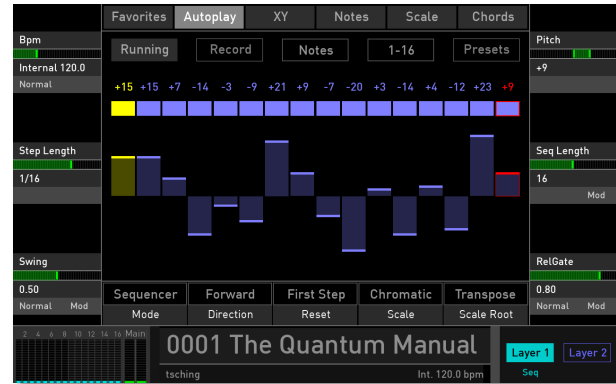 Favorites Autoplay XY Notes Scale Chords
Bpm
Internal 120.0
Normal
Step Length
1/16
Swing
0.50
Normal Mod
Running Record Notes 1-16 Presets
+15 +15 +7 -14 -3 -9 +21 +9 -7 -20 +3 -14 +4 -12 +23 +9
Sequencer Forward First Step Chromatic Transpose
Mode Direction Reset Scale Scale Root
Pitch
+9
Seq Length
16
Mod
RelGate
0.80
Normal Mod
2 4 6 8 10 12 14 16 Main
0001 The Quantum Manual
tsching Int. 120.0 bpm
Layer 1 Layer 2
Seq